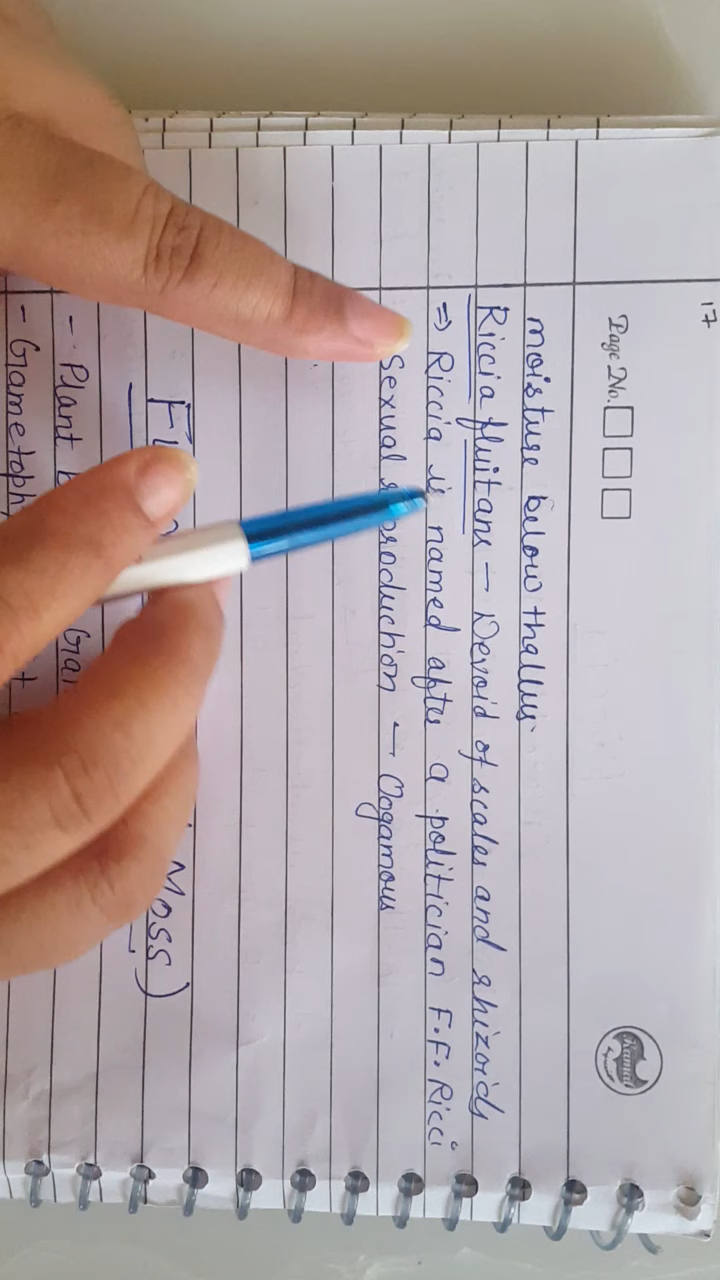 17
Page No.
Kamal
moisture below thallus.
Riccia fluitans – Devoid of scales and rhizoids
⇒ Riccia is named after a politician F.F. Ricci
Sexual reproduction – Oogamous
Moss)
- Plant
- Gametoph